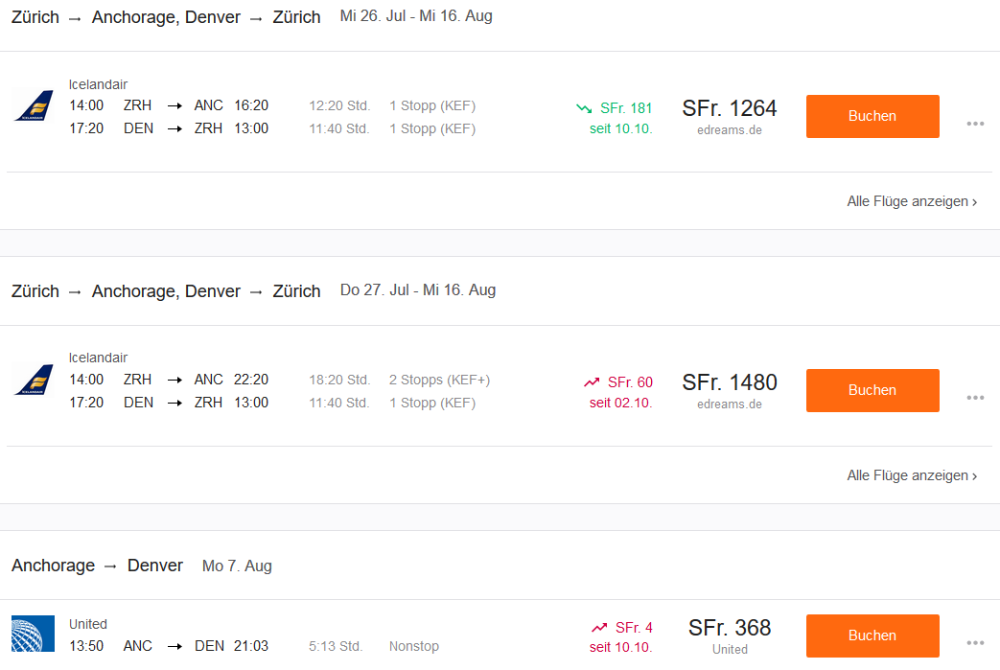 Zürich → Anchorage, Denver → Zürich Mi 26. Jul - Mi 16. Aug
Icelandair
14:00 ZRH → ANC 16:20 12:20 Std. 1 Stopp (KEF)
17:20 DEN → ZRH 13:00 11:40 Std. 1 Stopp (KEF)
SFr. 181
seit 10.10.
SFr. 1264
edreams.de
Buchen
Alle Flüge anzeigen ›
Zürich → Anchorage, Denver → Zürich Do 27. Jul - Mi 16. Aug
Icelandair
14:00 ZRH → ANC 22:20 18:20 Std. 2 Stopps (KEF+)
17:20 DEN → ZRH 13:00 11:40 Std. 1 Stopp (KEF)
SFr. 60
seit 02.10.
SFr. 1480
edreams.de
Buchen
Alle Flüge anzeigen ›
Anchorage → Denver Mo 7. Aug
United
13:50 ANC → DEN 21:03 5:13 Std. Nonstop
SFr. 4
seit 10.10.
SFr. 368
United
Buchen